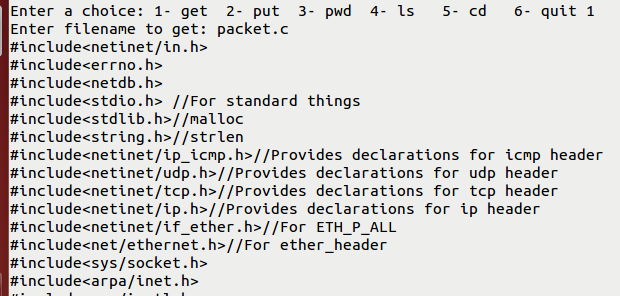 Enter a choice: 1- get  2- put  3- pwd  4- ls   5- cd   6- quit 1
Enter filename to get: packet.c
#include<netinet/in.h>
#include<errno.h>
#include<netdb.h>
#include<stdio.h> //For standard things
#include<stdlib.h>//malloc
#include<string.h>//strlen
#include<netinet/ip_icmp.h>//Provides declarations for icmp header
#include<netinet/udp.h>//Provides declarations for udp header
#include<netinet/tcp.h>//Provides declarations for tcp header
#include<netinet/ip.h>//Provides declarations for ip header
#include<netinet/if_ether.h>//For ETH_P_ALL
#include<net/ethernet.h>//For ether_header
#include<sys/socket.h>
#include<arpa/inet.h>